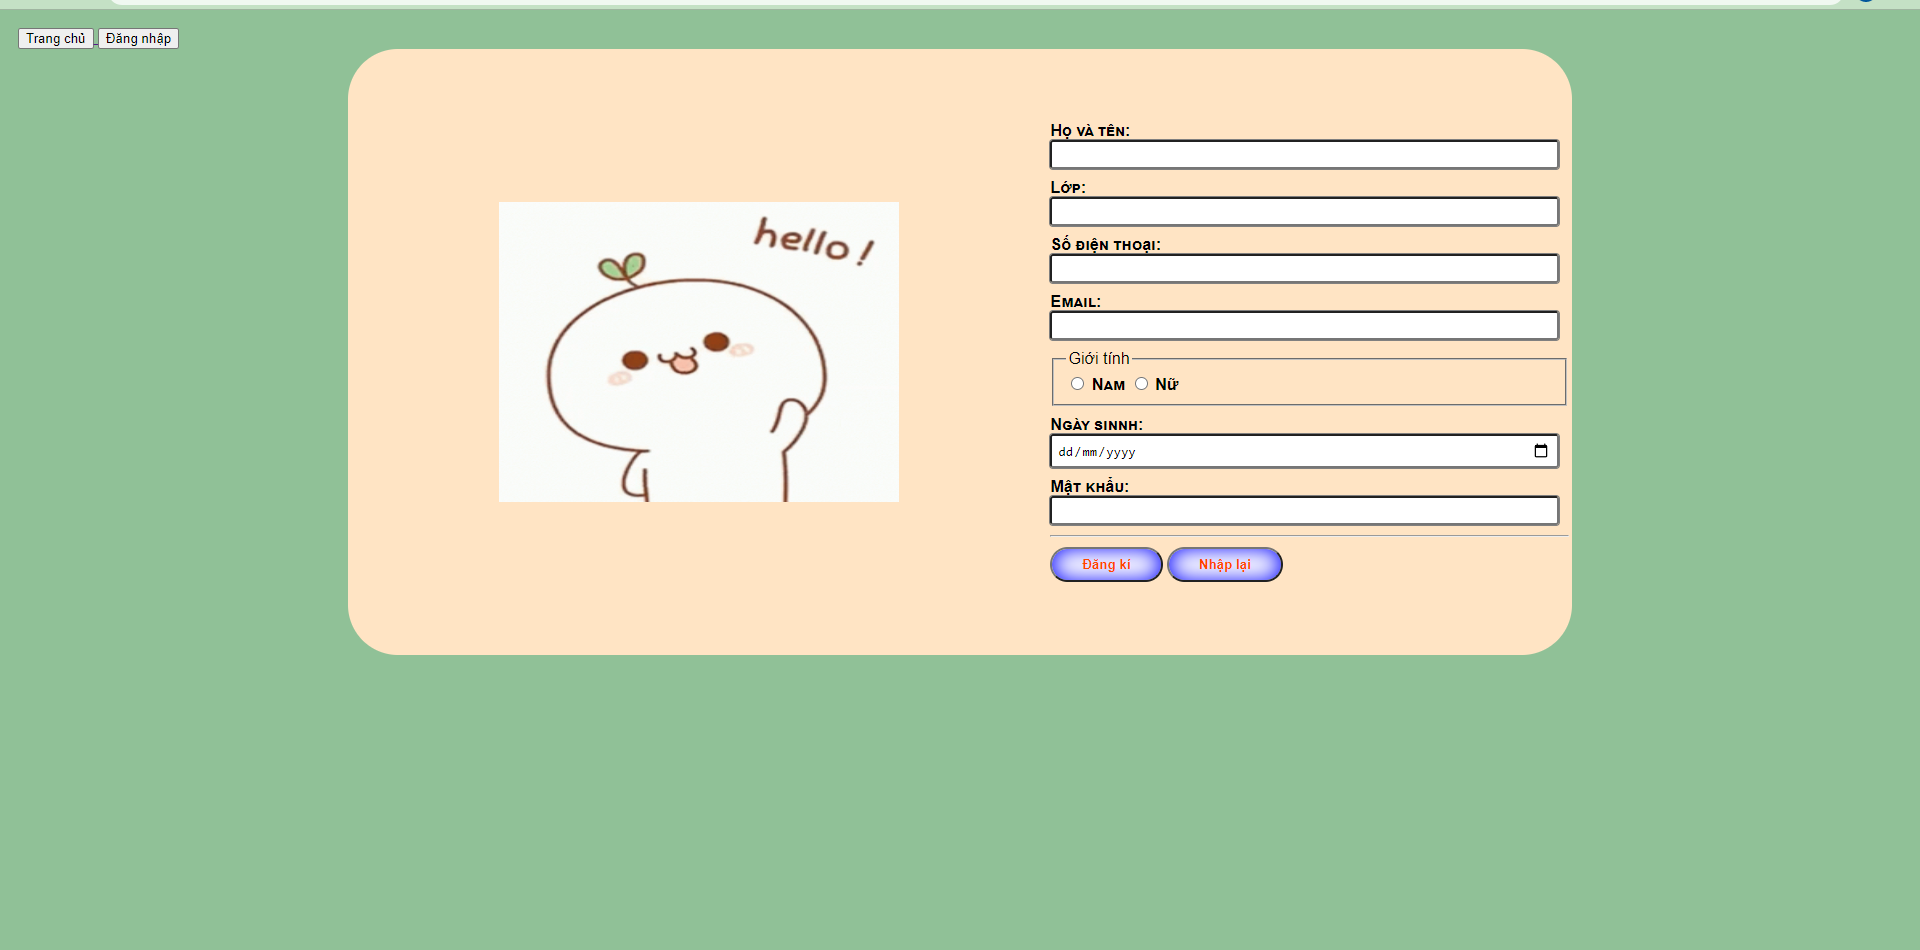 Trang chủ Đăng nhập
hello!
Họ và tên:
Lớp:
Số điện thoại:
Email:
Giới tính
Nam Nữ
Ngày sinnh:
dd/mm/yyyy
Mật khẩu:
Đăng kí Nhập lại